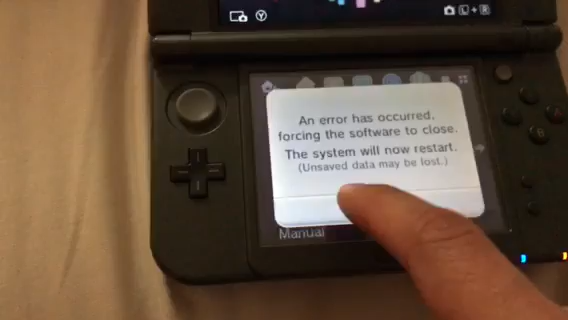 Y
L+R
An error has occurred,
forcing the software to close.
The system will now restart.
(Unsaved data may be lost.)
Manual
A
B